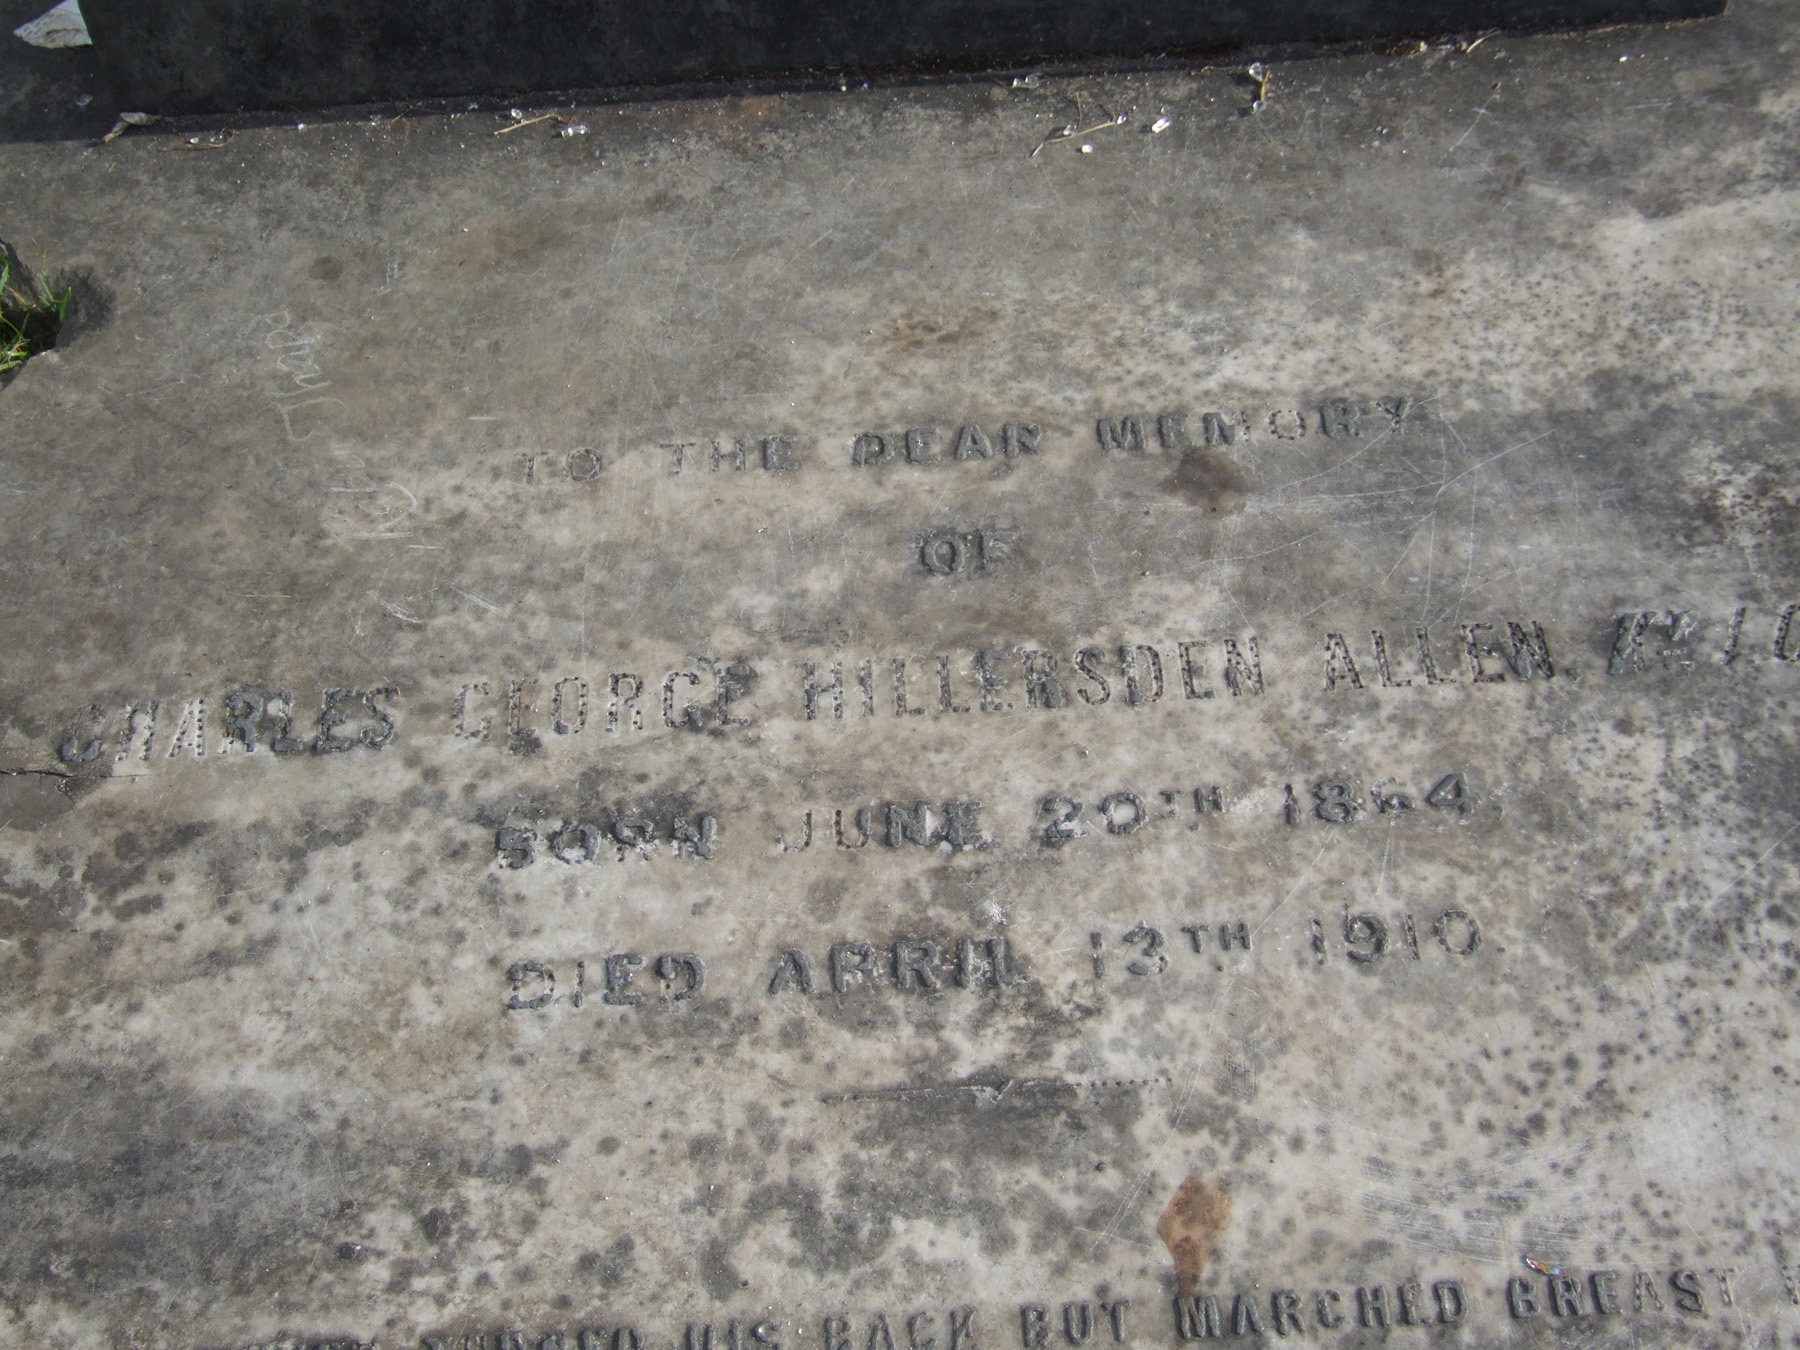 TO THE DEAR MEMORY
OF
CHARLES GEORGE HILLERSDEN ALLEN,
BORN JUNE 20TH 1864,
DIED APRIL 13TH 1910.
TURNED HIS BACK BUT MARCHED BREAST